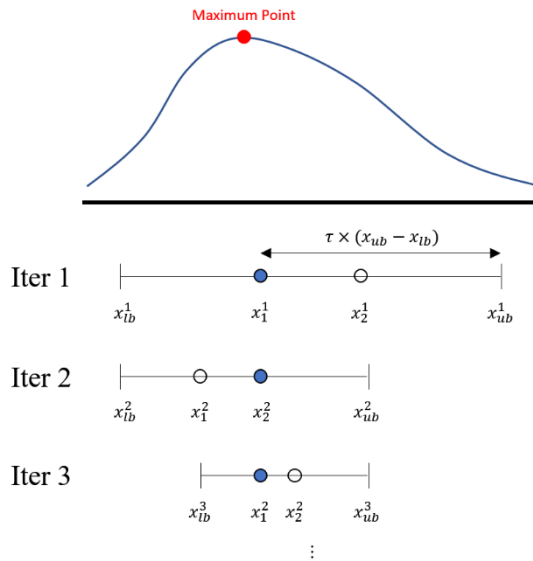 Maximum Point
τ × (x_ub − x_lb)
Iter 1
x_lb^1 x_1^1 x_2^1 x_ub^1
Iter 2
x_lb^2 x_1^2 x_2^2 x_ub^2
Iter 3
x_lb^3 x_1^2 x_2^2 x_ub^3
⋮